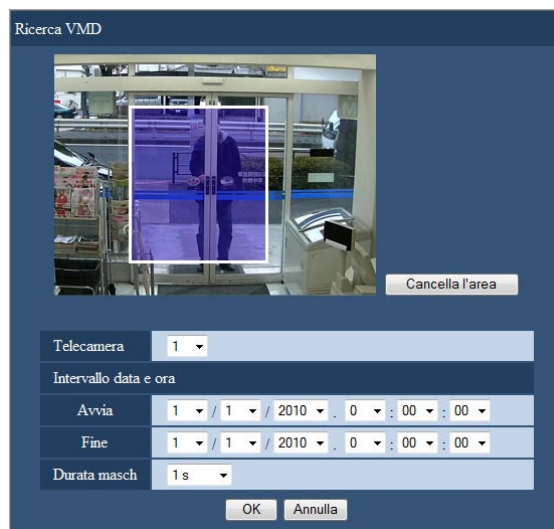 Ricerca VMD
Cancella l'area
Telecamera 1
Intervallo data e ora
Avvia 1 / 1 / 2010 . 0 : 00 : 00
Fine 1 / 1 / 2010 . 0 : 00 : 00
Durata masch 1 s
OK Annulla